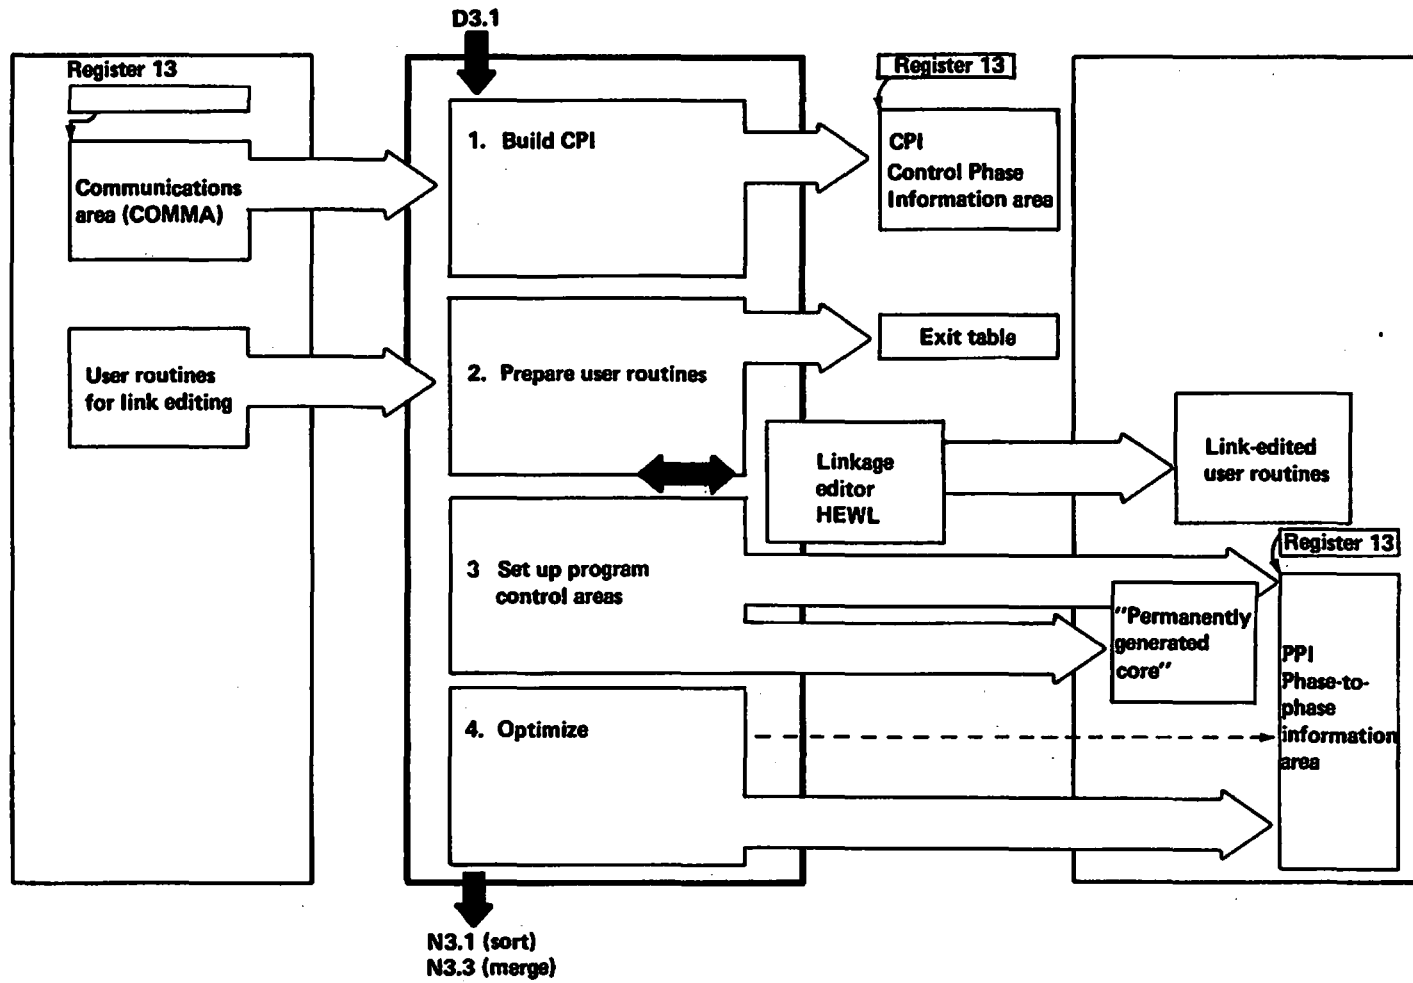 D3.1
Register 13
Communications
area (COMMA)
User routines
for link editing
1. Build CPI
2. Prepare user routines
3 Set up program
control areas
4. Optimize
Register 13
CPI
Control Phase
Information area
Exit table
Linkage
editor
HEWL
Link-edited
user routines
Register 13
"Permanently
generated
core"
PPI
Phase-to-
phase
information
area
N3.1 (sort)
N3.3 (merge)